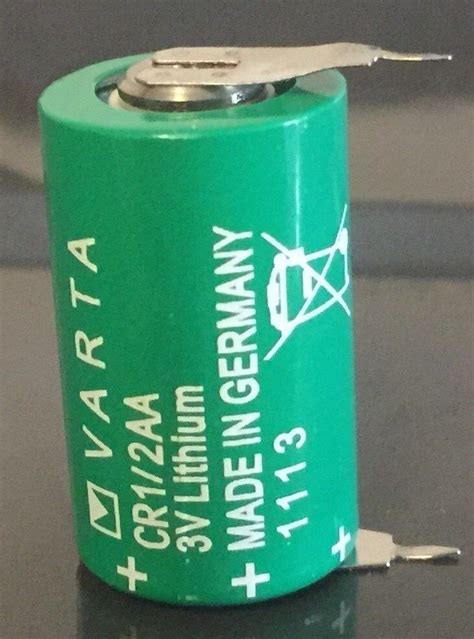 VARTA
CR1/2AA
3V Lithium
MADE IN GERMANY
1113
+ + +